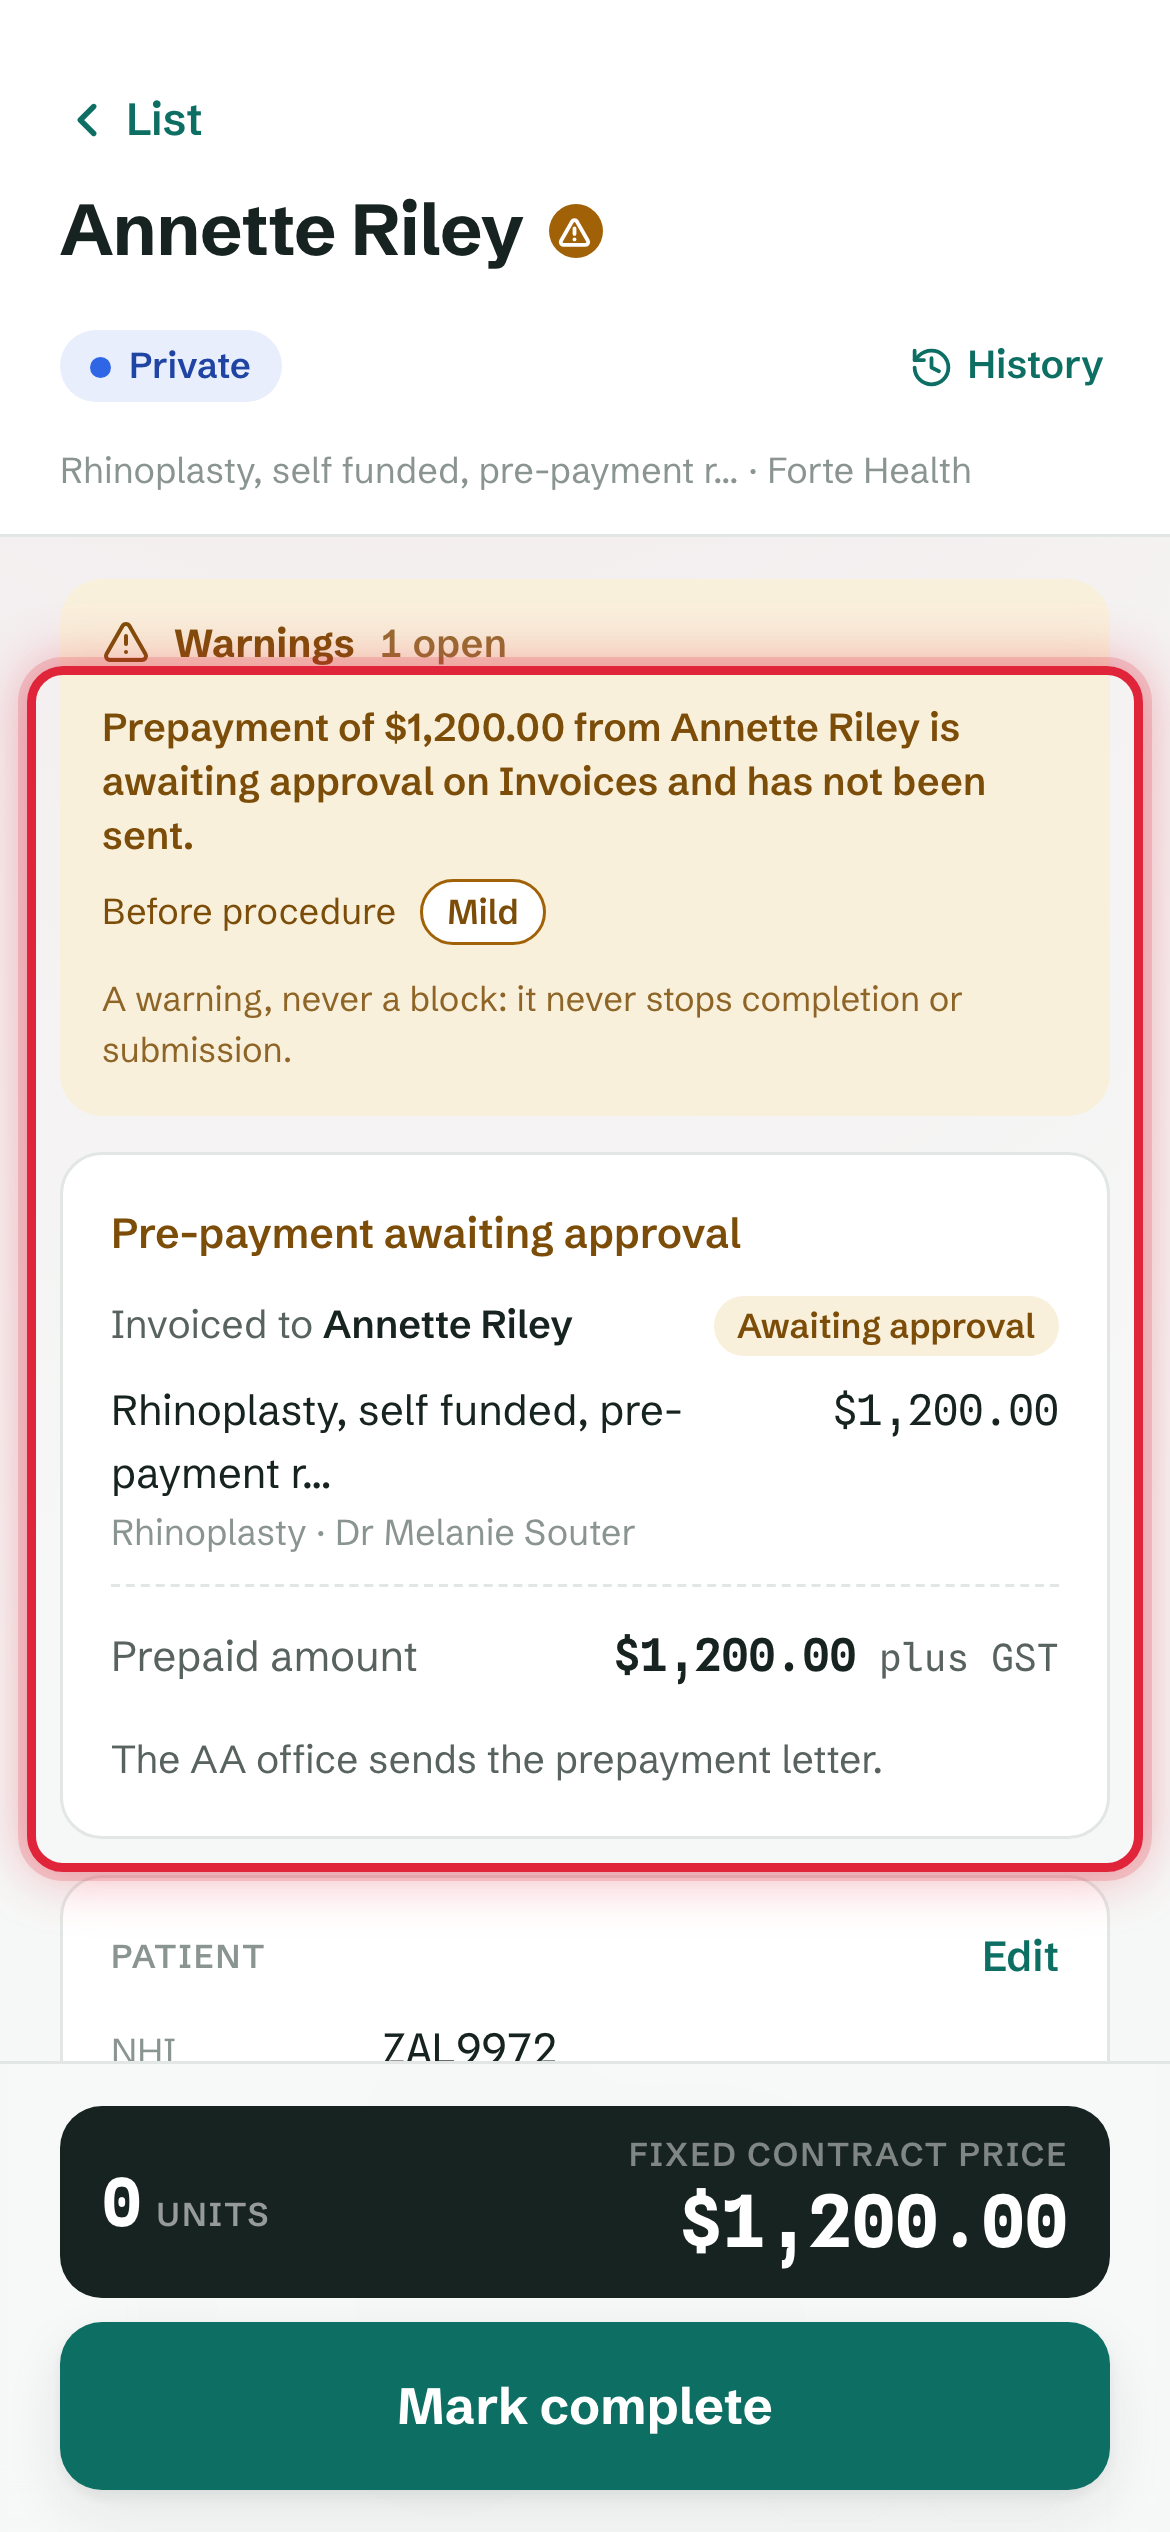 List
Annette Riley
Private
History
Rhinoplasty, self funded, pre-payment r... · Forte Health
Warnings 1 open
Prepayment of $1,200.00 from Annette Riley is
awaiting approval on Invoices and has not been
sent.
Before procedure Mild
A warning, never a block: it never stops completion or
submission.
Pre-payment awaiting approval
Invoiced to Annette Riley Awaiting approval
Rhinoplasty, self funded, pre- $1,200.00
payment r...
Rhinoplasty · Dr Melanie Souter
Prepaid amount $1,200.00 plus GST
The AA office sends the prepayment letter.
PATIENT Edit
NHI ZAL9972
FIXED CONTRACT PRICE
0 UNITS $1,200.00
Mark complete